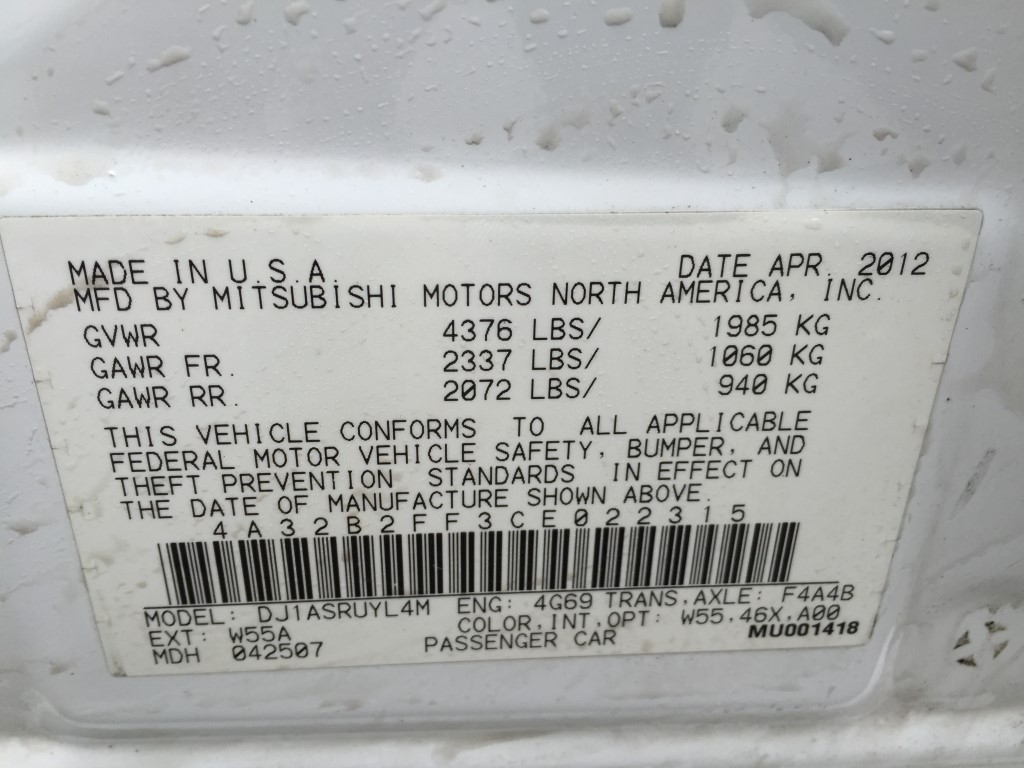 MADE IN U.S.A. DATE APR. 2012
MFD BY MITSUBISHI MOTORS NORTH AMERICA, INC.
GVWR 4376 LBS/ 1985 KG
GAWR FR. 2337 LBS/ 1060 KG
GAWR RR. 2072 LBS/ 940 KG
THIS VEHICLE CONFORMS TO ALL APPLICABLE
FEDERAL MOTOR VEHICLE SAFETY, BUMPER, AND
THEFT PREVENTION STANDARDS IN EFFECT ON
THE DATE OF MANUFACTURE SHOWN ABOVE.
4A32B2FF3CE022315
MODEL: DJ1ASRUYL4M ENG: 4G69 TRANS.AXLE: F4A4B
EXT: W55A COLOR.INT.OPT: W55.46X.A00
MDH 042507 PASSENGER CAR MU001418